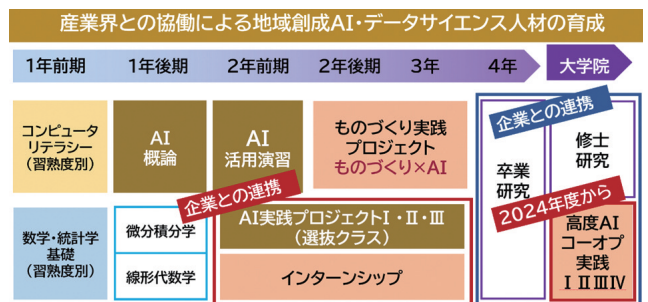 産業界との協働による地域創成AI・データサイエンス人材の育成
1年前期
1年後期
2年前期
2年後期
3年
4年
大学院
コンピュータ
リテラシー
(習熟度別)
AI
概論
AI
活用演習
ものづくり実践
プロジェクト
ものづくり×AI
企業との連携
卒業
研究
修士
研究
企業との連携
2024年度から
数学・統計学
基礎
(習熟度別)
微分積分学
線形代数学
AI実践プロジェクトⅠ・Ⅱ・Ⅲ
(選抜クラス)
インターンシップ
高度AI
コーオプ
実践
ⅠⅡⅢⅣ